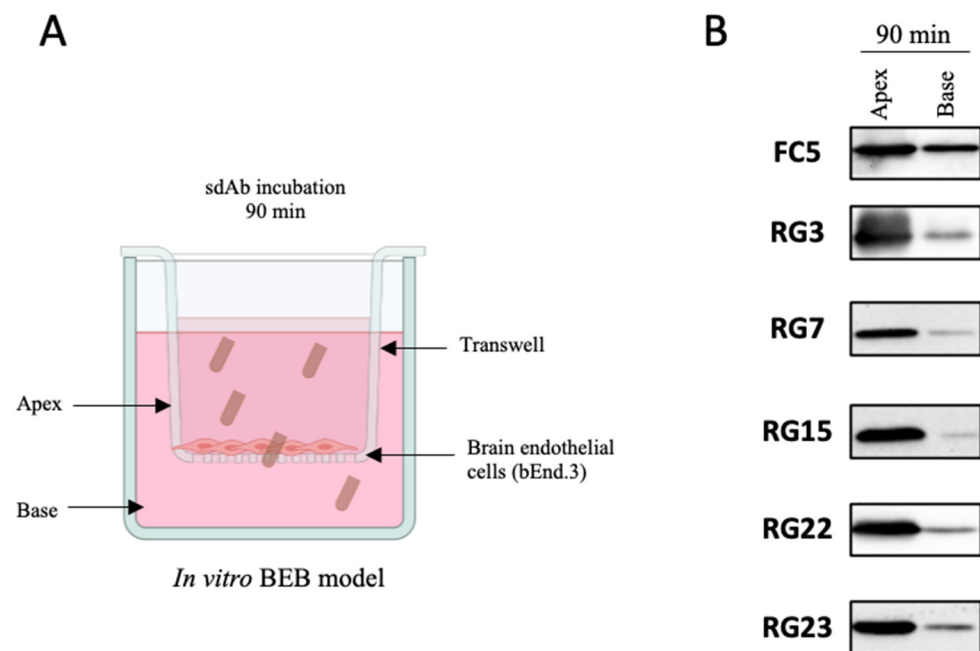 A
sdAb incubation
90 min
Apex
Base
Transwell
Brain endothelial
cells (bEnd.3)
In vitro BEB model
B
90 min
Apex
Base
FC5
RG3
RG7
RG15
RG22
RG23